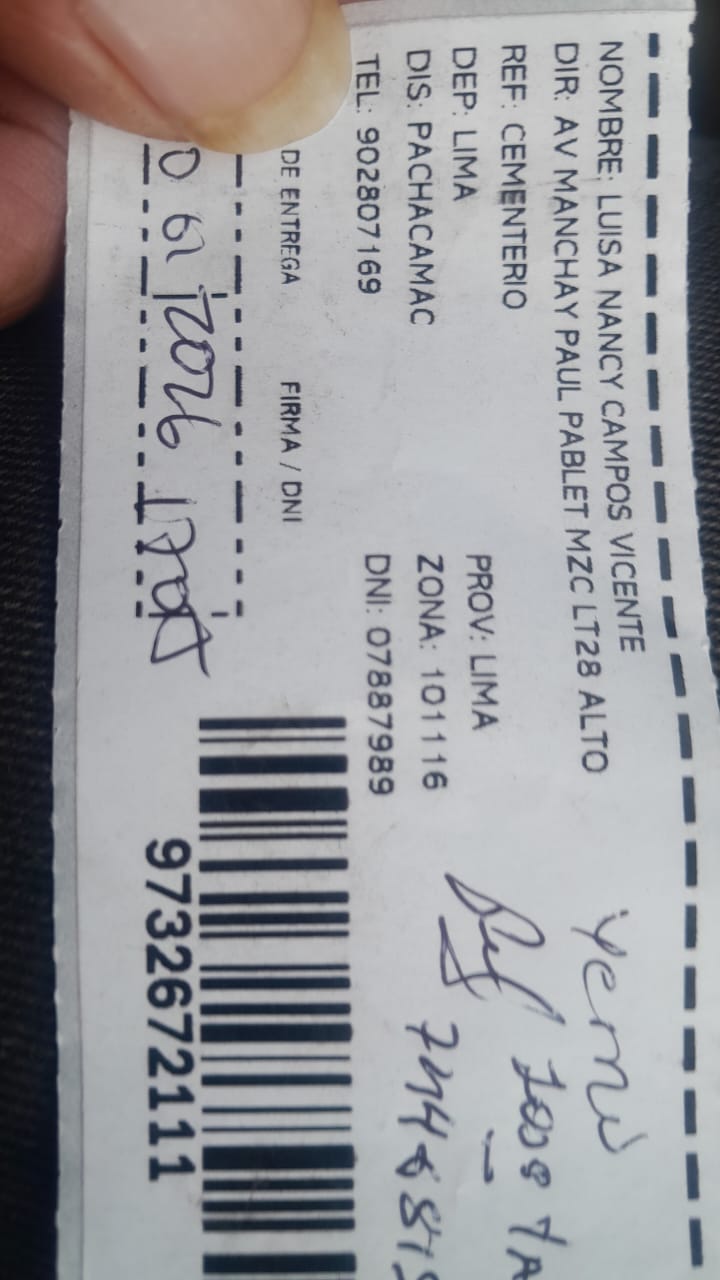 NOMBRE: LUISA NANCY CAMPOS VICENTE
DIR: AV MANCHAY PAUL PABLET MZC LT28 ALTO
REF: CEMENTERIO
DEP: LIMA PROV: LIMA
DIS: PACHACAMAC ZONA: 101116
TEL: 902807169 DNI: 07887989
DE ENTREGA FIRMA / DNI
2026
9732672111